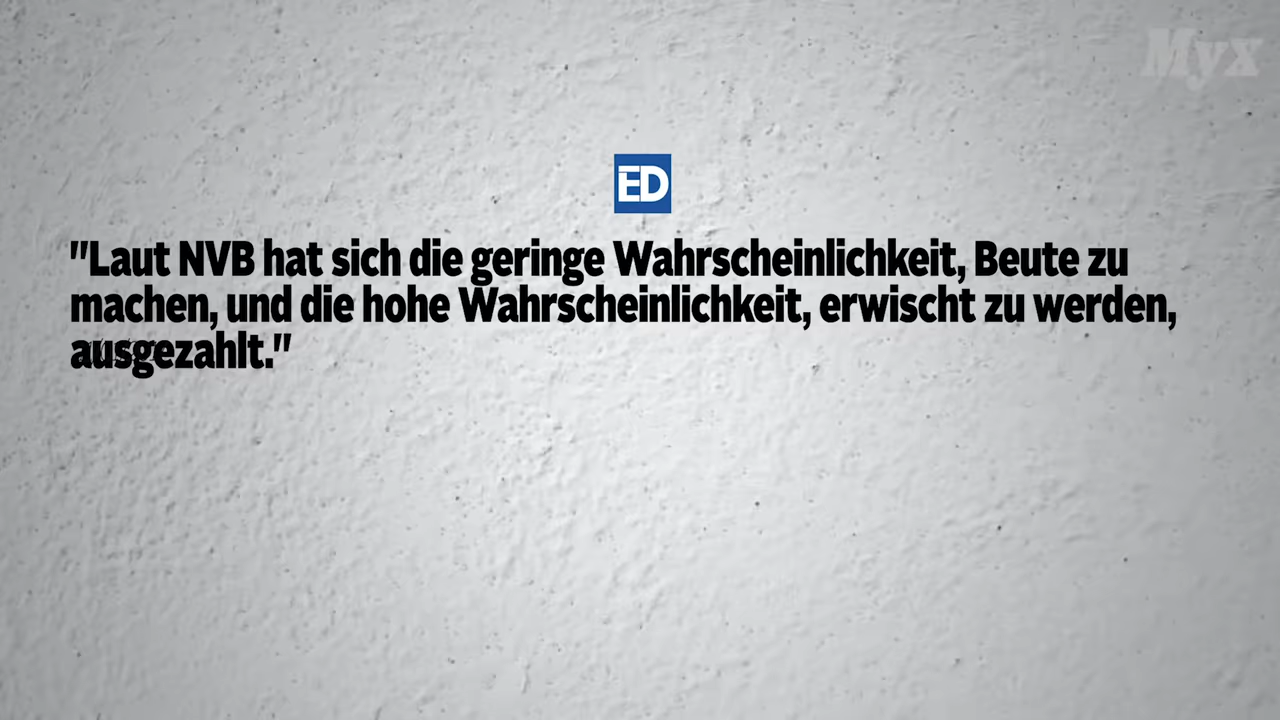 Myx
ED
"Laut NVB hat sich die geringe Wahrscheinlichkeit, Beute zu
machen, und die hohe Wahrscheinlichkeit, erwischt zu werden,
ausgezahlt."